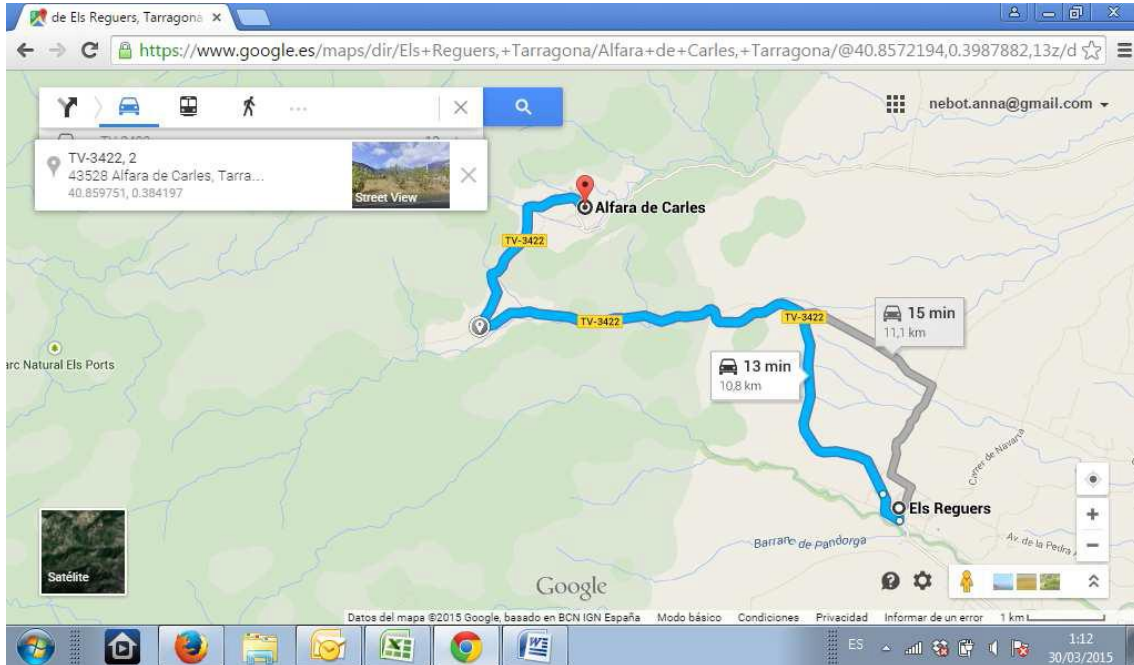 de Els Reguers, Tarragona
https://www.google.es/maps/dir/Els+Reguers,+Tarragona/Alfara+de+Carles,+Tarragona/@40.8572194,0.3987882,13z/d
nebot.anna@gmail.com
TV-3422, 2
43528 Alfara de Carles, Tarra...
40.859751, 0.384197
Street View
Alfara de Carles
TV-3422
TV-3422
TV-3422
15 min
11,1 km
arc Natural Els Ports
13 min
10,8 km
Carrer de Navarra
Els Reguers
Barranc de Pandorga
Av. de la Pedra
Satélite
Google
Datos del mapa ©2015 Google, basado en BCN IGN España Modo básico Condiciones Privacidad Informar de un error 1 km
ES
1:12
30/03/2015